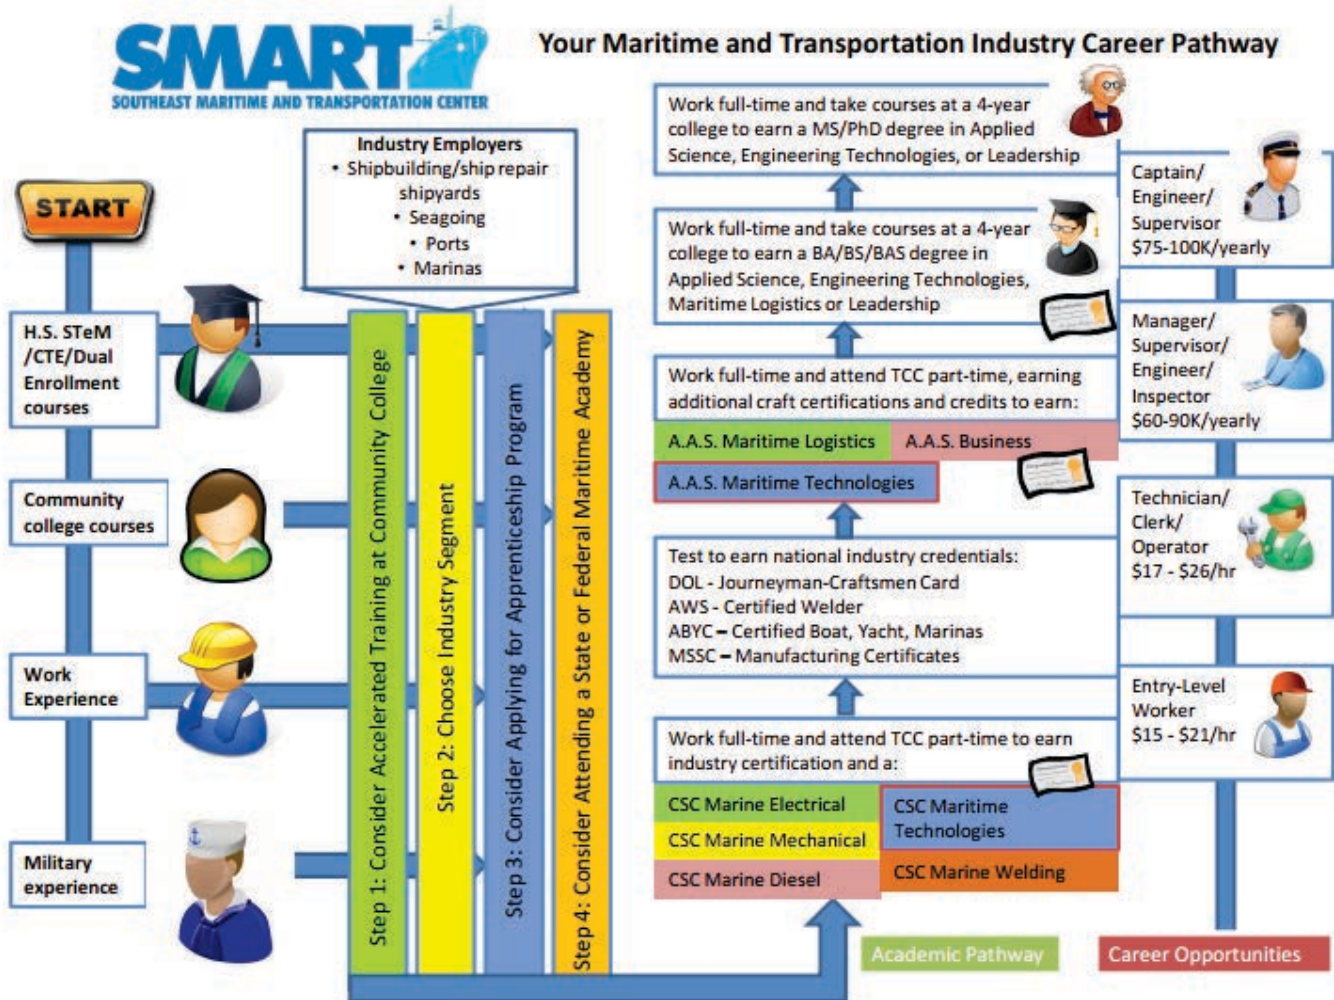 SMART
SOUTHEAST MARITIME AND TRANSPORTATION CENTER
Your Maritime and Transportation Industry Career Pathway
START
H.S. STeM
/CTE/Dual
Enrollment
courses
Community
college courses
Work
Experience
Military
experience
Industry Employers
• Shipbuilding/ship repair
shipyards
• Seagoing
• Ports
• Marinas
Step 1: Consider Accelerated Training at Community College
Step 2: Choose Industry Segment
Step 3: Consider Applying for Apprenticeship Program
Step 4: Consider Attending a State or Federal Maritime Academy
Work full-time and take courses at a 4-year
college to earn a MS/PhD degree in Applied
Science, Engineering Technologies, or Leadership
Work full-time and take courses at a 4-year
college to earn a BA/BS/BAS degree in
Applied Science, Engineering Technologies,
Maritime Logistics or Leadership
Work full-time and attend TCC part-time, earning
additional craft certifications and credits to earn:
A.A.S. Maritime Logistics
A.A.S. Business
A.A.S. Maritime Technologies
Test to earn national industry credentials:
DOL - Journeyman-Craftsmen Card
AWS - Certified Welder
ABYC – Certified Boat, Yacht, Marinas
MSSC – Manufacturing Certificates
Work full-time and attend TCC part-time to earn
industry certification and a:
CSC Marine Electrical
CSC Marine Mechanical
CSC Marine Diesel
CSC Maritime
Technologies
CSC Marine Welding
Captain/
Engineer/
Supervisor
$75-100K/yearly
Manager/
Supervisor/
Engineer/
Inspector
$60-90K/yearly
Technician/
Clerk/
Operator
$17 - $26/hr
Entry-Level
Worker
$15 - $21/hr
Academic Pathway
Career Opportunities